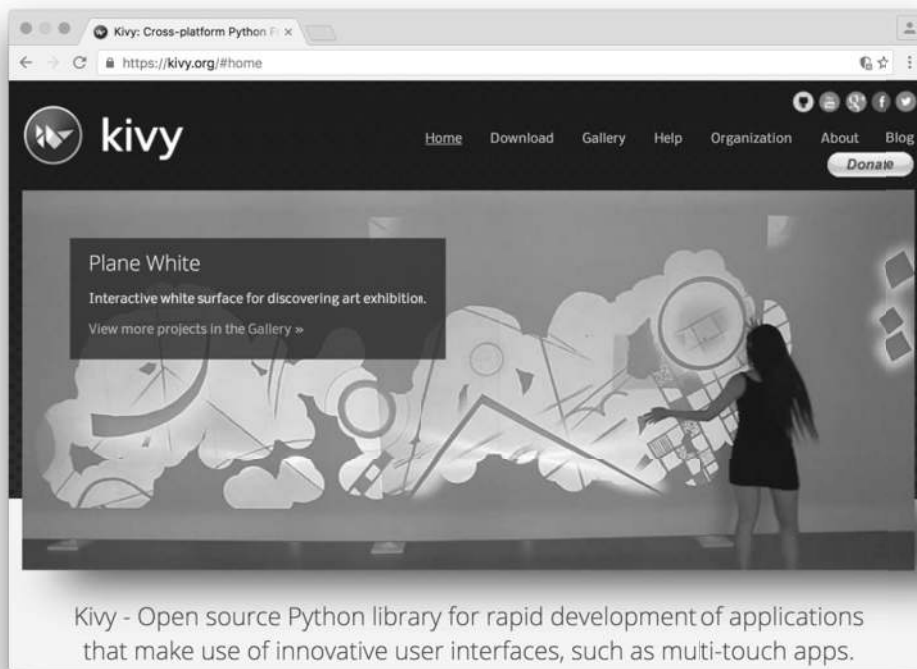 Kivy: Cross-platform Python F
https://kivy.org/#home
kivy
Home Download Gallery Help Organization About Blog
Donate
Plane White
Interactive white surface for discovering art exhibition.
View more projects in the Gallery »
Kivy - Open source Python library for rapid development of applications
that make use of innovative user interfaces, such as multi-touch apps.